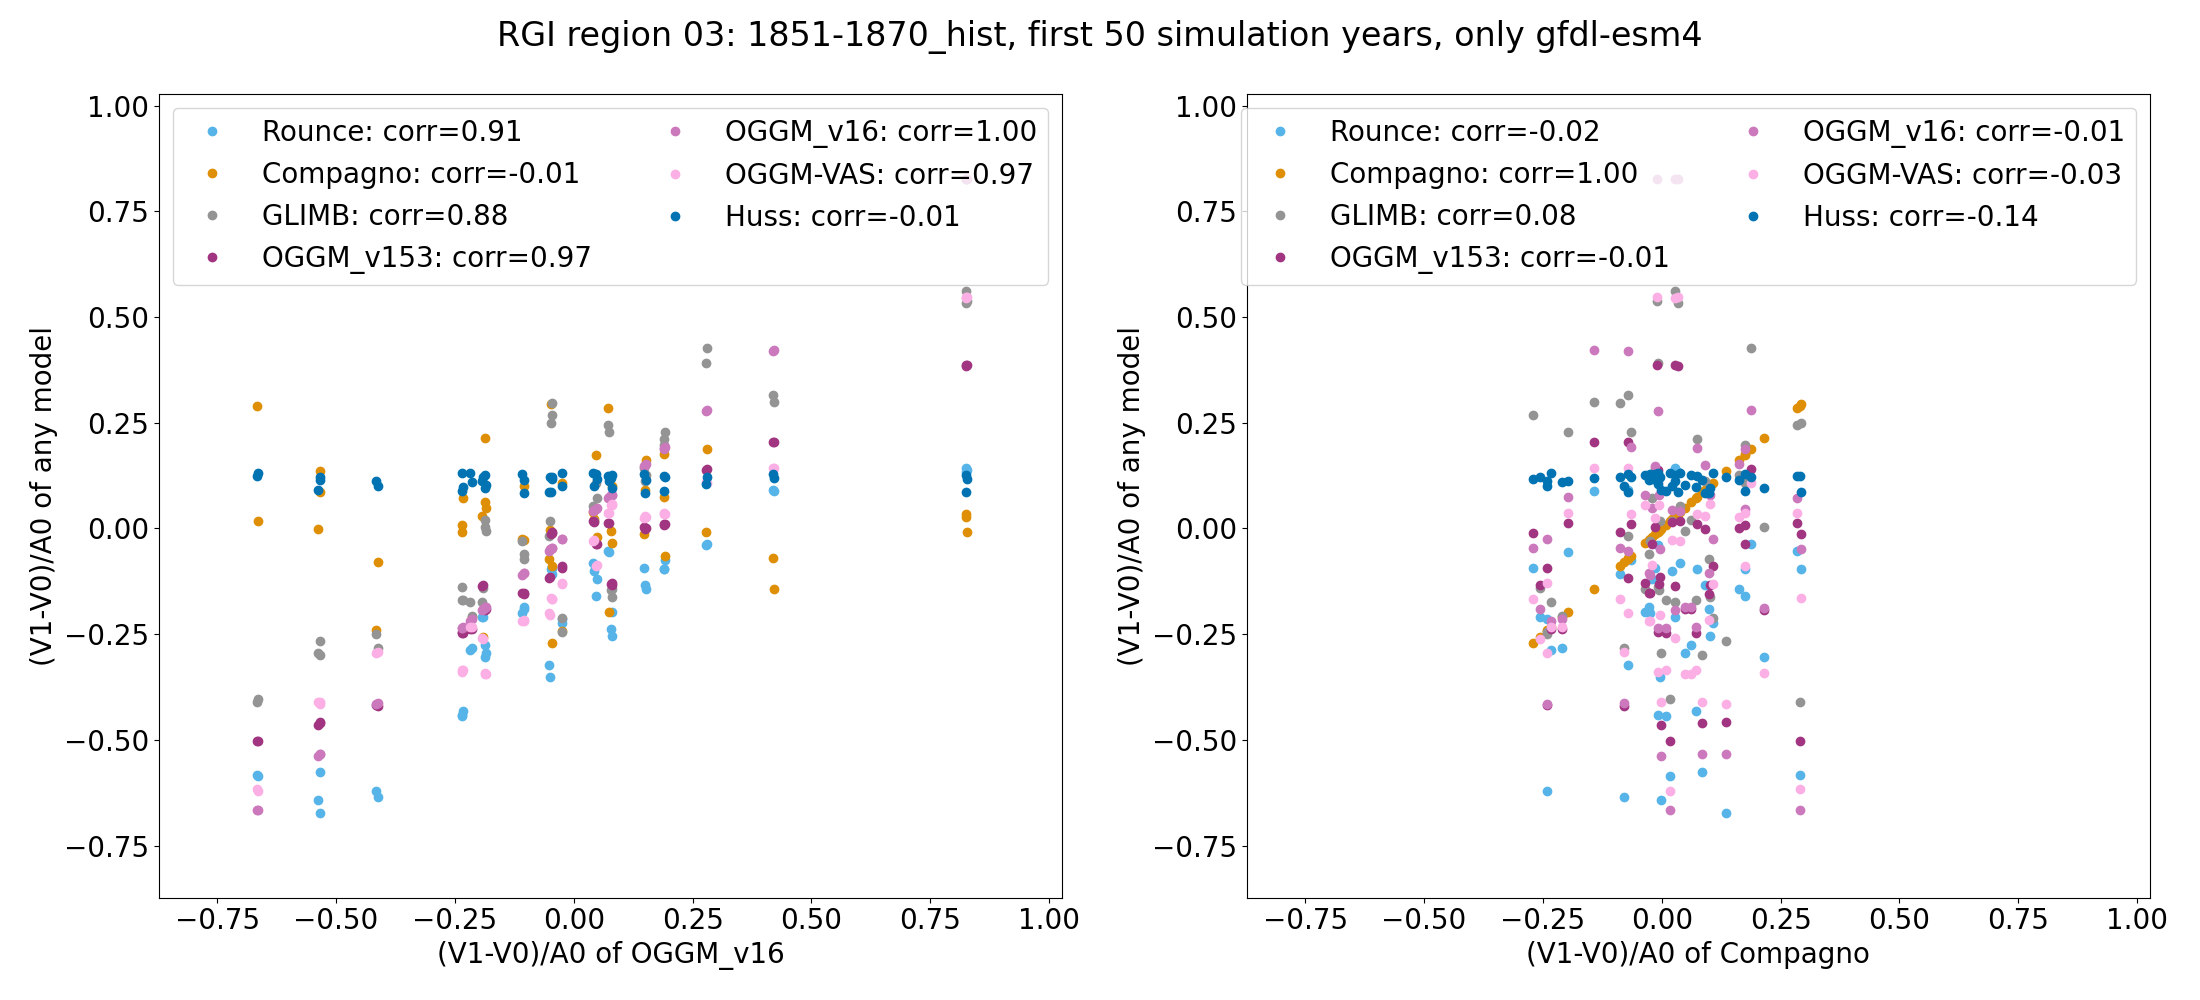 RGI region 03: 1851-1870_hist, first 50 simulation years, only gfdl-esm4
Rounce: corr=0.91
Compagno: corr=-0.01
GLIMB: corr=0.88
OGGM_v153: corr=0.97
OGGM_v16: corr=1.00
OGGM-VAS: corr=0.97
Huss: corr=-0.01
1.00
0.75
0.50
0.25
0.00
−0.25
−0.50
−0.75
(V1-V0)/A0 of any model
−0.75 −0.50 −0.25 0.00 0.25 0.50 0.75 1.00
(V1-V0)/A0 of OGGM_v16
Rounce: corr=-0.02
Compagno: corr=1.00
GLIMB: corr=0.08
OGGM_v153: corr=-0.01
OGGM_v16: corr=-0.01
OGGM-VAS: corr=-0.03
Huss: corr=-0.14
1.00
0.75
0.50
0.25
0.00
−0.25
−0.50
−0.75
(V1-V0)/A0 of any model
−0.75 −0.50 −0.25 0.00 0.25 0.50 0.75 1.00
(V1-V0)/A0 of Compagno